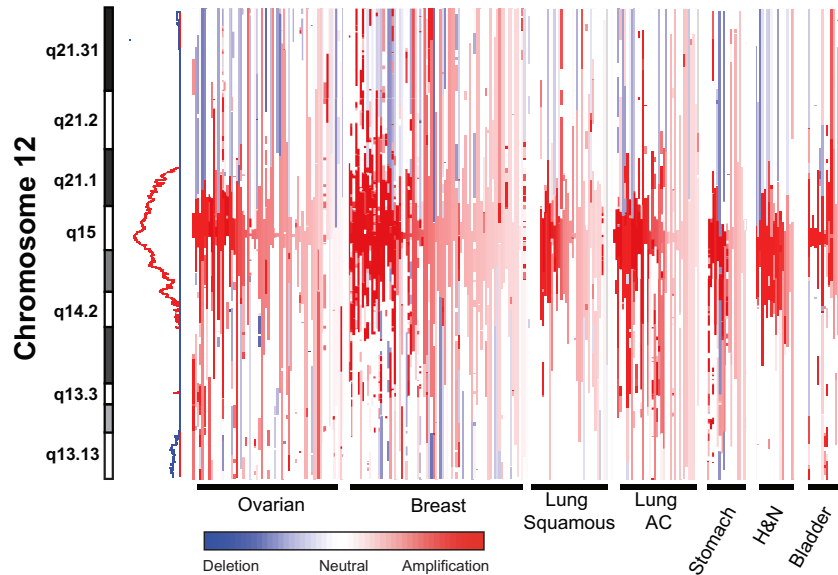 Chromosome 12
q21.31
q21.2
q21.1
q15
q14.2
q13.3
q13.13
Ovarian
Breast
Lung
Squamous
Lung
AC
Stomach
H&N
Bladder
Deletion
Neutral
Amplification